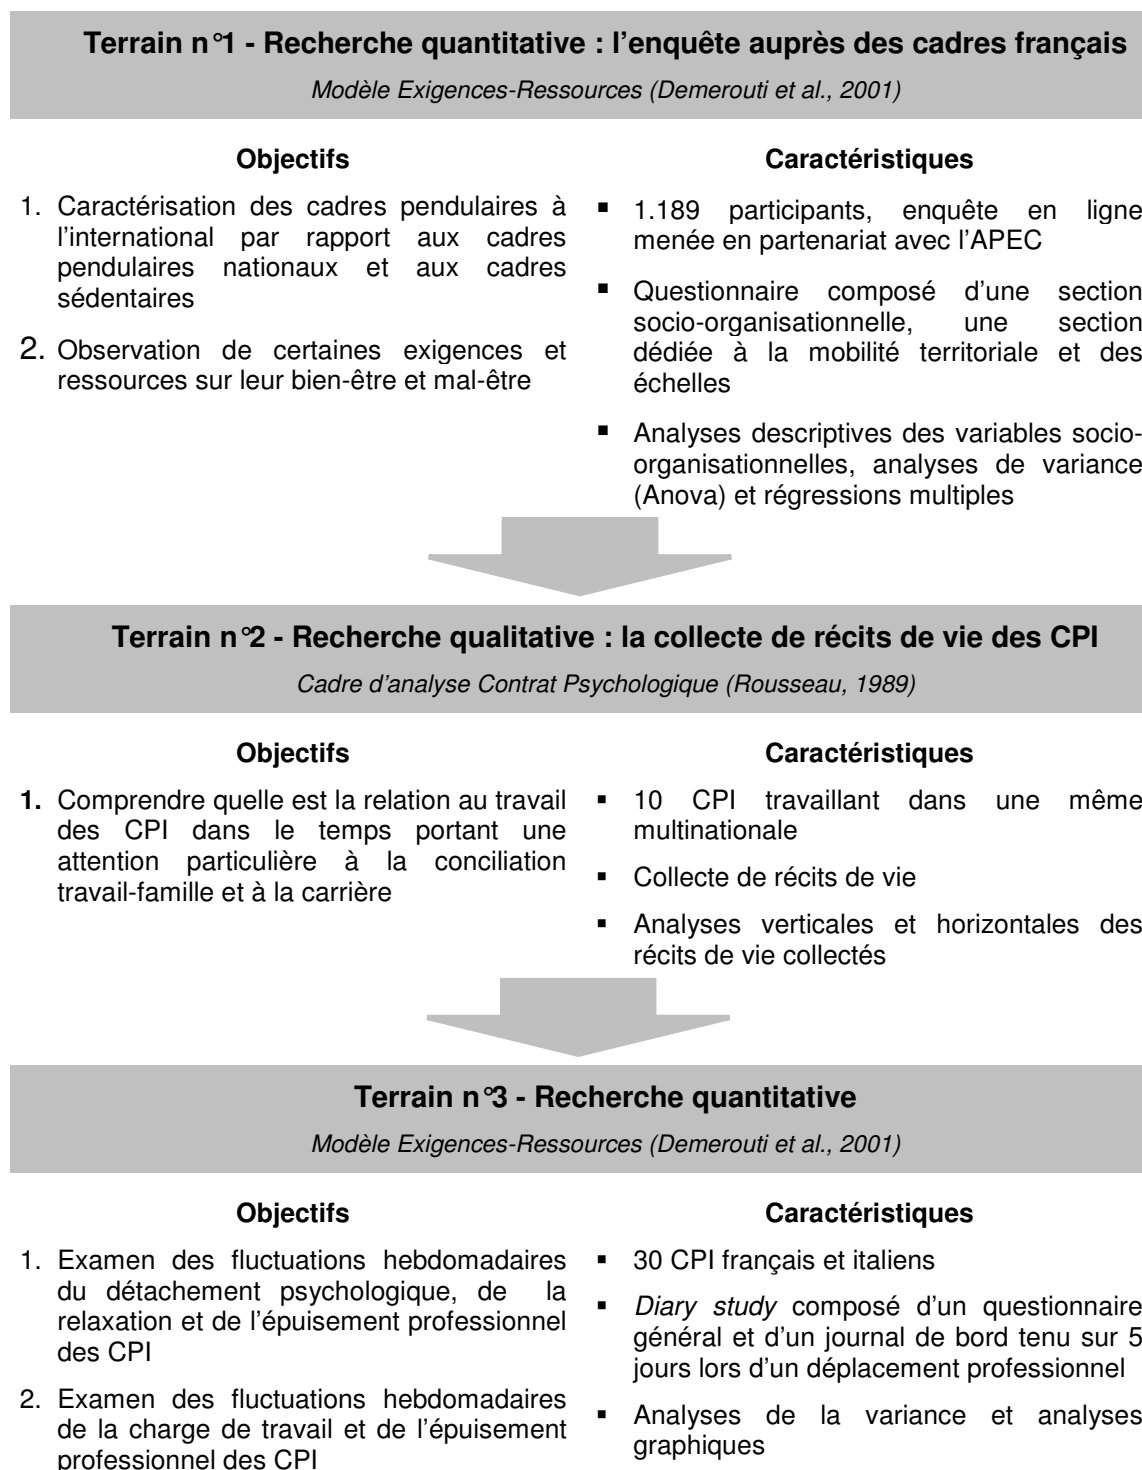 Terrain n°1 - Recherche quantitative : l'enquête auprès des cadres français
Modèle Exigences-Ressources (Demerouti et al., 2001)
Objectifs
1. Caractérisation des cadres pendulaires à
l'international par rapport aux cadres
pendulaires nationaux et aux cadres
sédentaires
2. Observation de certaines exigences et
ressources sur leur bien-être et mal-être
Caractéristiques
▪ 1.189 participants, enquête en ligne
menée en partenariat avec l'APEC
▪ Questionnaire composé d'une section
socio-organisationnelle, une section
dédiée à la mobilité territoriale et des
échelles
▪ Analyses descriptives des variables socio-
organisationnelles, analyses de variance
(Anova) et régressions multiples
Terrain n°2 - Recherche qualitative : la collecte de récits de vie des CPI
Cadre d'analyse Contrat Psychologique (Rousseau, 1989)
Objectifs
1. Comprendre quelle est la relation au travail
des CPI dans le temps portant une
attention particulière à la conciliation
travail-famille et à la carrière
Caractéristiques
▪ 10 CPI travaillant dans une même
multinationale
▪ Collecte de récits de vie
▪ Analyses verticales et horizontales des
récits de vie collectés
Terrain n°3 - Recherche quantitative
Modèle Exigences-Ressources (Demerouti et al., 2001)
Objectifs
1. Examen des fluctuations hebdomadaires
du détachement psychologique, de la
relaxation et de l'épuisement professionnel
des CPI
2. Examen des fluctuations hebdomadaires
de la charge de travail et de l'épuisement
professionnel des CPI
Caractéristiques
▪ 30 CPI français et italiens
▪ Diary study composé d'un questionnaire
général et d'un journal de bord tenu sur 5
jours lors d'un déplacement professionnel
▪ Analyses de la variance et analyses
graphiques